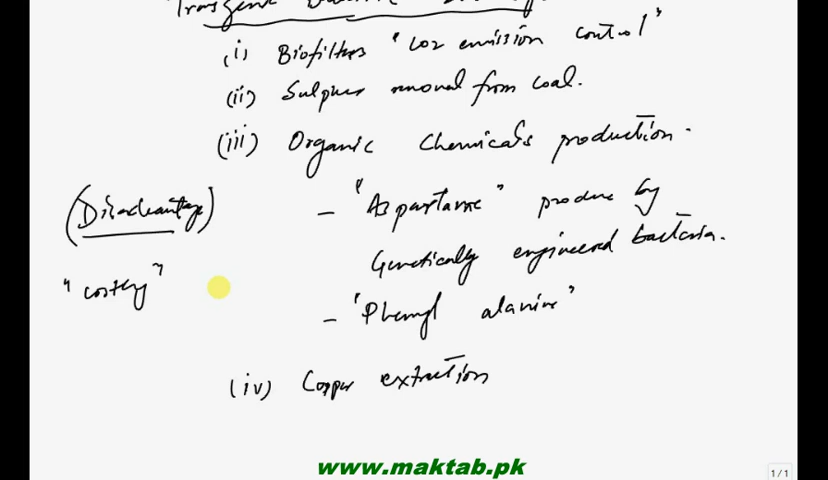 Transgenic
(i) Biofilters "CO2 emission control"
(ii) Sulphur removal from coal.
(iii) Organic Chemicals production.
(Disadvantage)
- "Aspartame" produce by
Genetically engineered bacteria.
"costly"
- "Phenyl alanine"
(iv) Copper extraction
www.maktab.pk
1/1